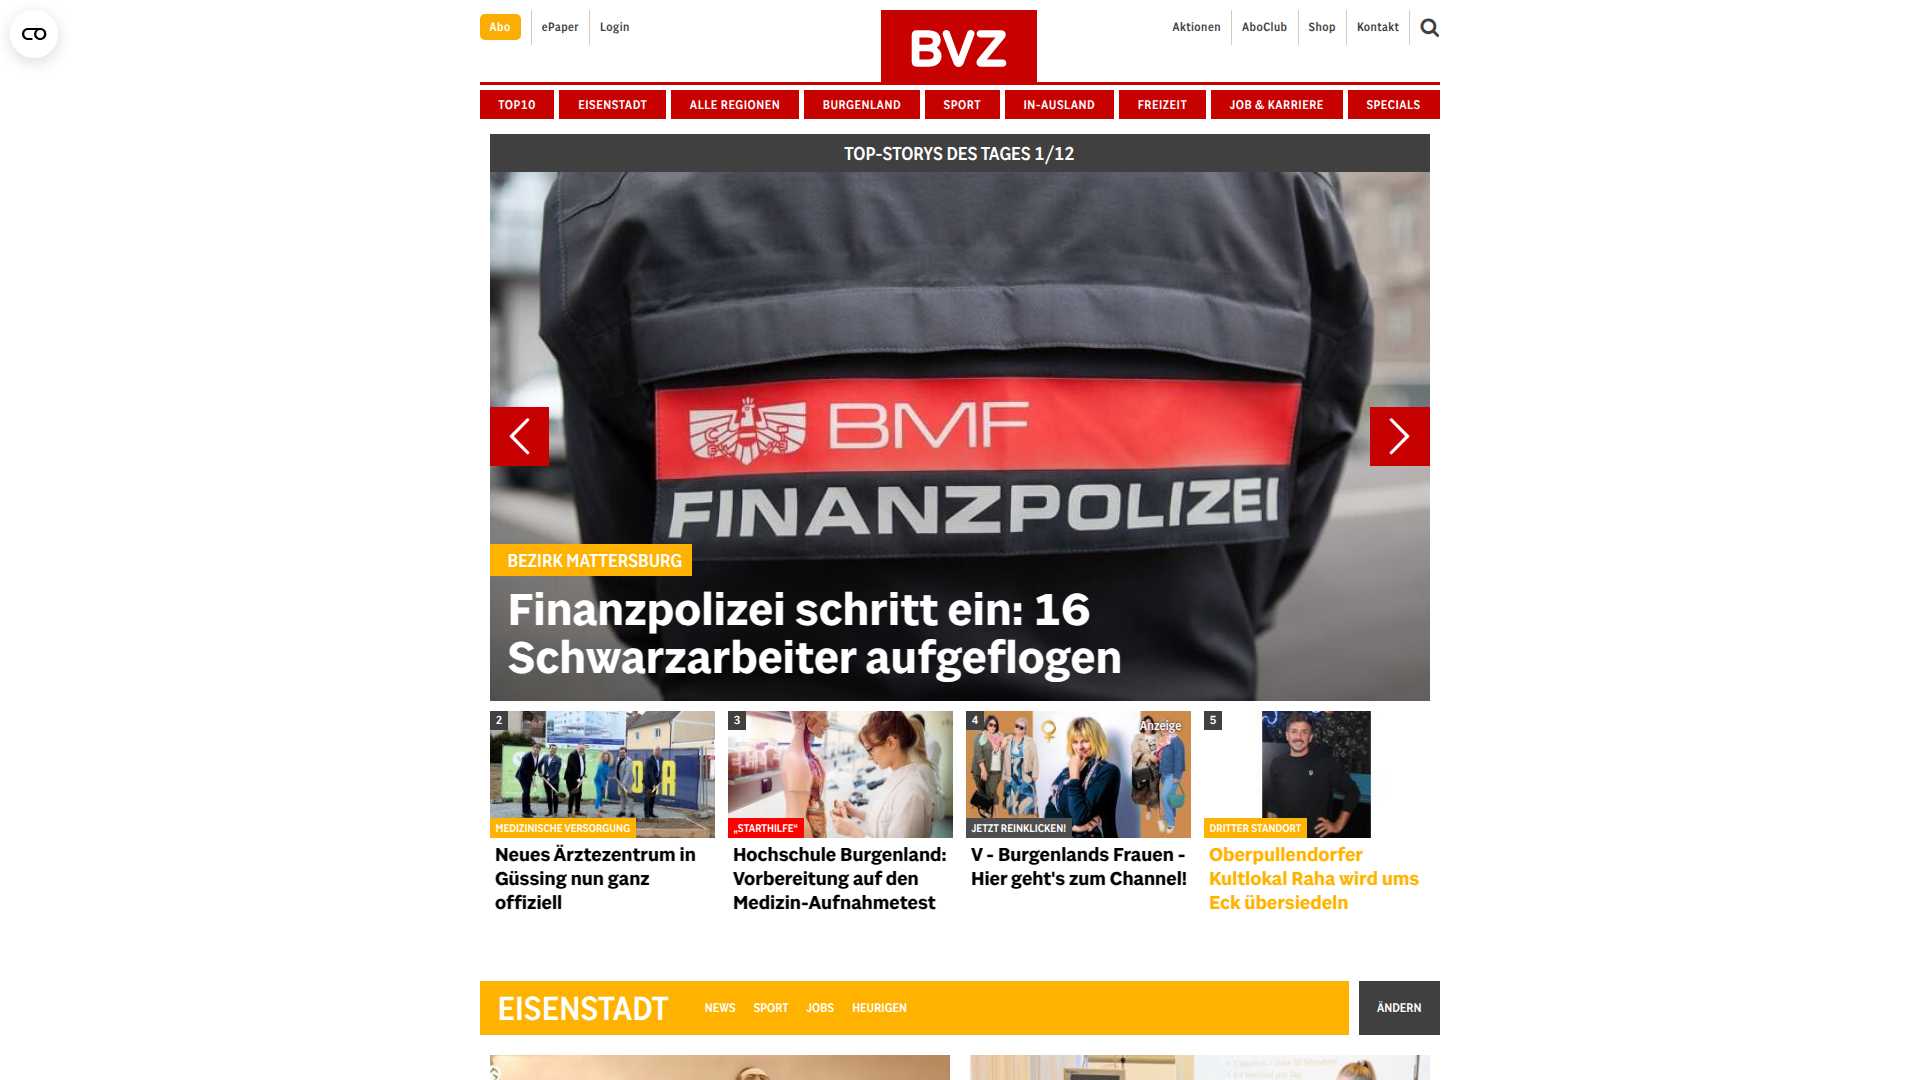 Abo
ePaper
Login
BVZ
Aktionen
AboClub
Shop
Kontakt
TOP10
EISENSTADT
ALLE REGIONEN
BURGENLAND
SPORT
IN-AUSLAND
FREIZEIT
JOB & KARRIERE
SPECIALS
TOP-STORYS DES TAGES 1/12
BMF
FINANZPOLIZEI
BEZIRK MATTERSBURG
Finanzpolizei schritt ein: 16
Schwarzarbeiter aufgeflogen
2
MEDIZINISCHE VERSORGUNG
Neues Ärztezentrum in
Güssing nun ganz
offiziell
3
„STARTHILFE“
Hochschule Burgenland:
Vorbereitung auf den
Medizin-Aufnahmetest
4
Anzeige
JETZT REINKLICKEN!
V - Burgenlands Frauen -
Hier geht's zum Channel!
5
DRITTER STANDORT
Oberpullendorfer
Kultlokal Raha wird ums
Eck übersiedeln
EISENSTADT
NEWS
SPORT
JOBS
HEURIGEN
ÄNDERN